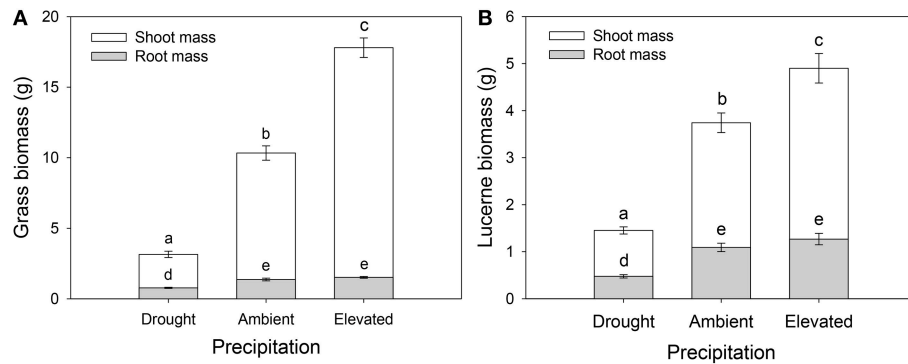 A
Grass biomass (g)
20
15
10
5
0
Shoot mass
Root mass
a
d
b
e
c
e
Drought
Ambient
Elevated
Precipitation
B
Lucerne biomass (g)
6
5
4
3
2
1
0
Shoot mass
Root mass
a
d
b
e
c
e
Drought
Ambient
Elevated
Precipitation